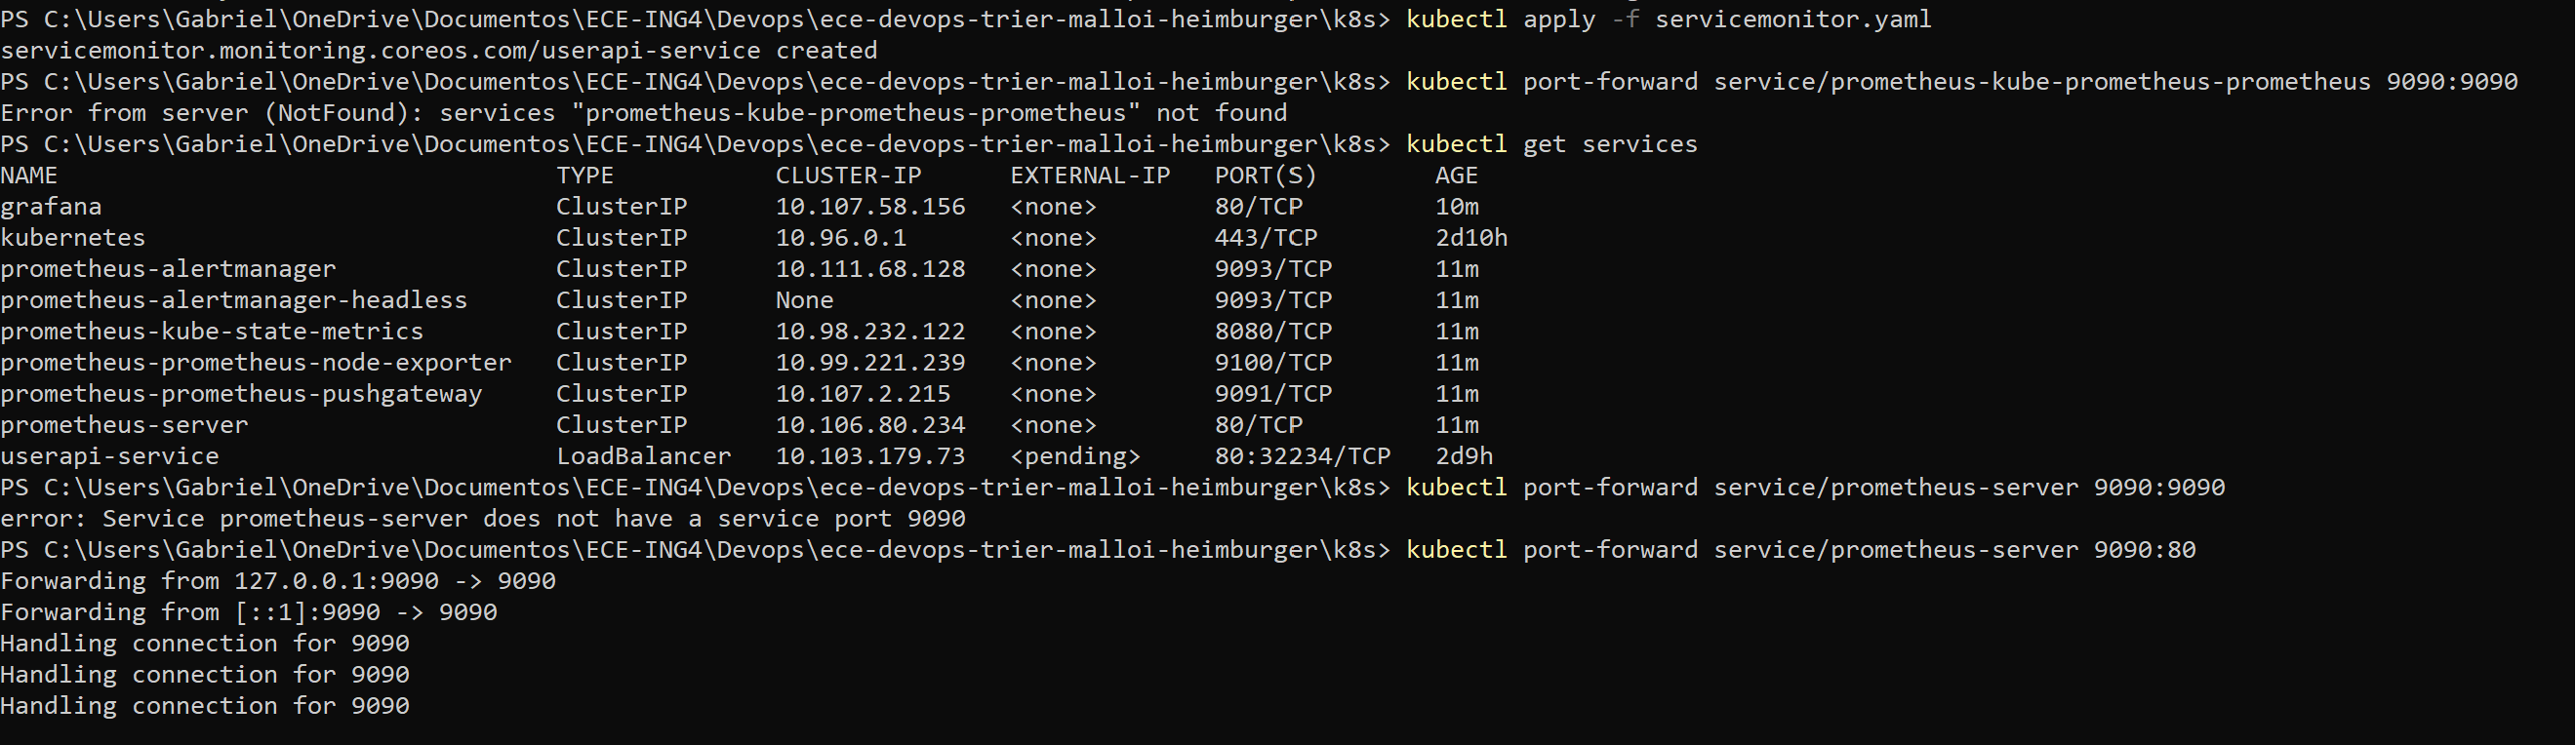 PS C:\Users\Gabriel\OneDrive\Documentos\ECE-ING4\Devops\ece-devops-trier-malloi-heimburger\k8s> kubectl apply -f servicemonitor.yaml
servicemonitor.monitoring.coreos.com/userapi-service created
PS C:\Users\Gabriel\OneDrive\Documentos\ECE-ING4\Devops\ece-devops-trier-malloi-heimburger\k8s> kubectl port-forward service/prometheus-kube-prometheus-prometheus 9090:9090
Error from server (NotFound): services "prometheus-kube-prometheus-prometheus" not found
PS C:\Users\Gabriel\OneDrive\Documentos\ECE-ING4\Devops\ece-devops-trier-malloi-heimburger\k8s> kubectl get services
NAME TYPE CLUSTER-IP EXTERNAL-IP PORT(S) AGE
grafana ClusterIP 10.107.58.156 <none> 80/TCP 10m
kubernetes ClusterIP 10.96.0.1 <none> 443/TCP 2d10h
prometheus-alertmanager ClusterIP 10.111.68.128 <none> 9093/TCP 11m
prometheus-alertmanager-headless ClusterIP None <none> 9093/TCP 11m
prometheus-kube-state-metrics ClusterIP 10.98.232.122 <none> 8080/TCP 11m
prometheus-prometheus-node-exporter ClusterIP 10.99.221.239 <none> 9100/TCP 11m
prometheus-prometheus-pushgateway ClusterIP 10.107.2.215 <none> 9091/TCP 11m
prometheus-server ClusterIP 10.106.80.234 <none> 80/TCP 11m
userapi-service LoadBalancer 10.103.179.73 <pending> 80:32234/TCP 2d9h
PS C:\Users\Gabriel\OneDrive\Documentos\ECE-ING4\Devops\ece-devops-trier-malloi-heimburger\k8s> kubectl port-forward service/prometheus-server 9090:9090
error: Service prometheus-server does not have a service port 9090
PS C:\Users\Gabriel\OneDrive\Documentos\ECE-ING4\Devops\ece-devops-trier-malloi-heimburger\k8s> kubectl port-forward service/prometheus-server 9090:80
Forwarding from 127.0.0.1:9090 -> 9090
Forwarding from [::1]:9090 -> 9090
Handling connection for 9090
Handling connection for 9090
Handling connection for 9090